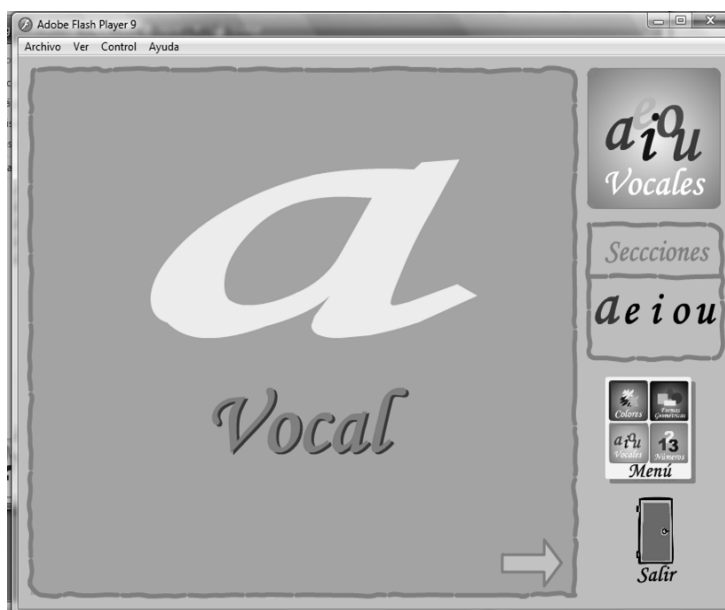 Adobe Flash Player 9
Archivo Ver Control Ayuda
a
Vocal
aeiou
Vocales
Seccciones
a e i o u
Colores
Formas
Geométricas
aiou
Vocales
13
Números
Menú
Salir